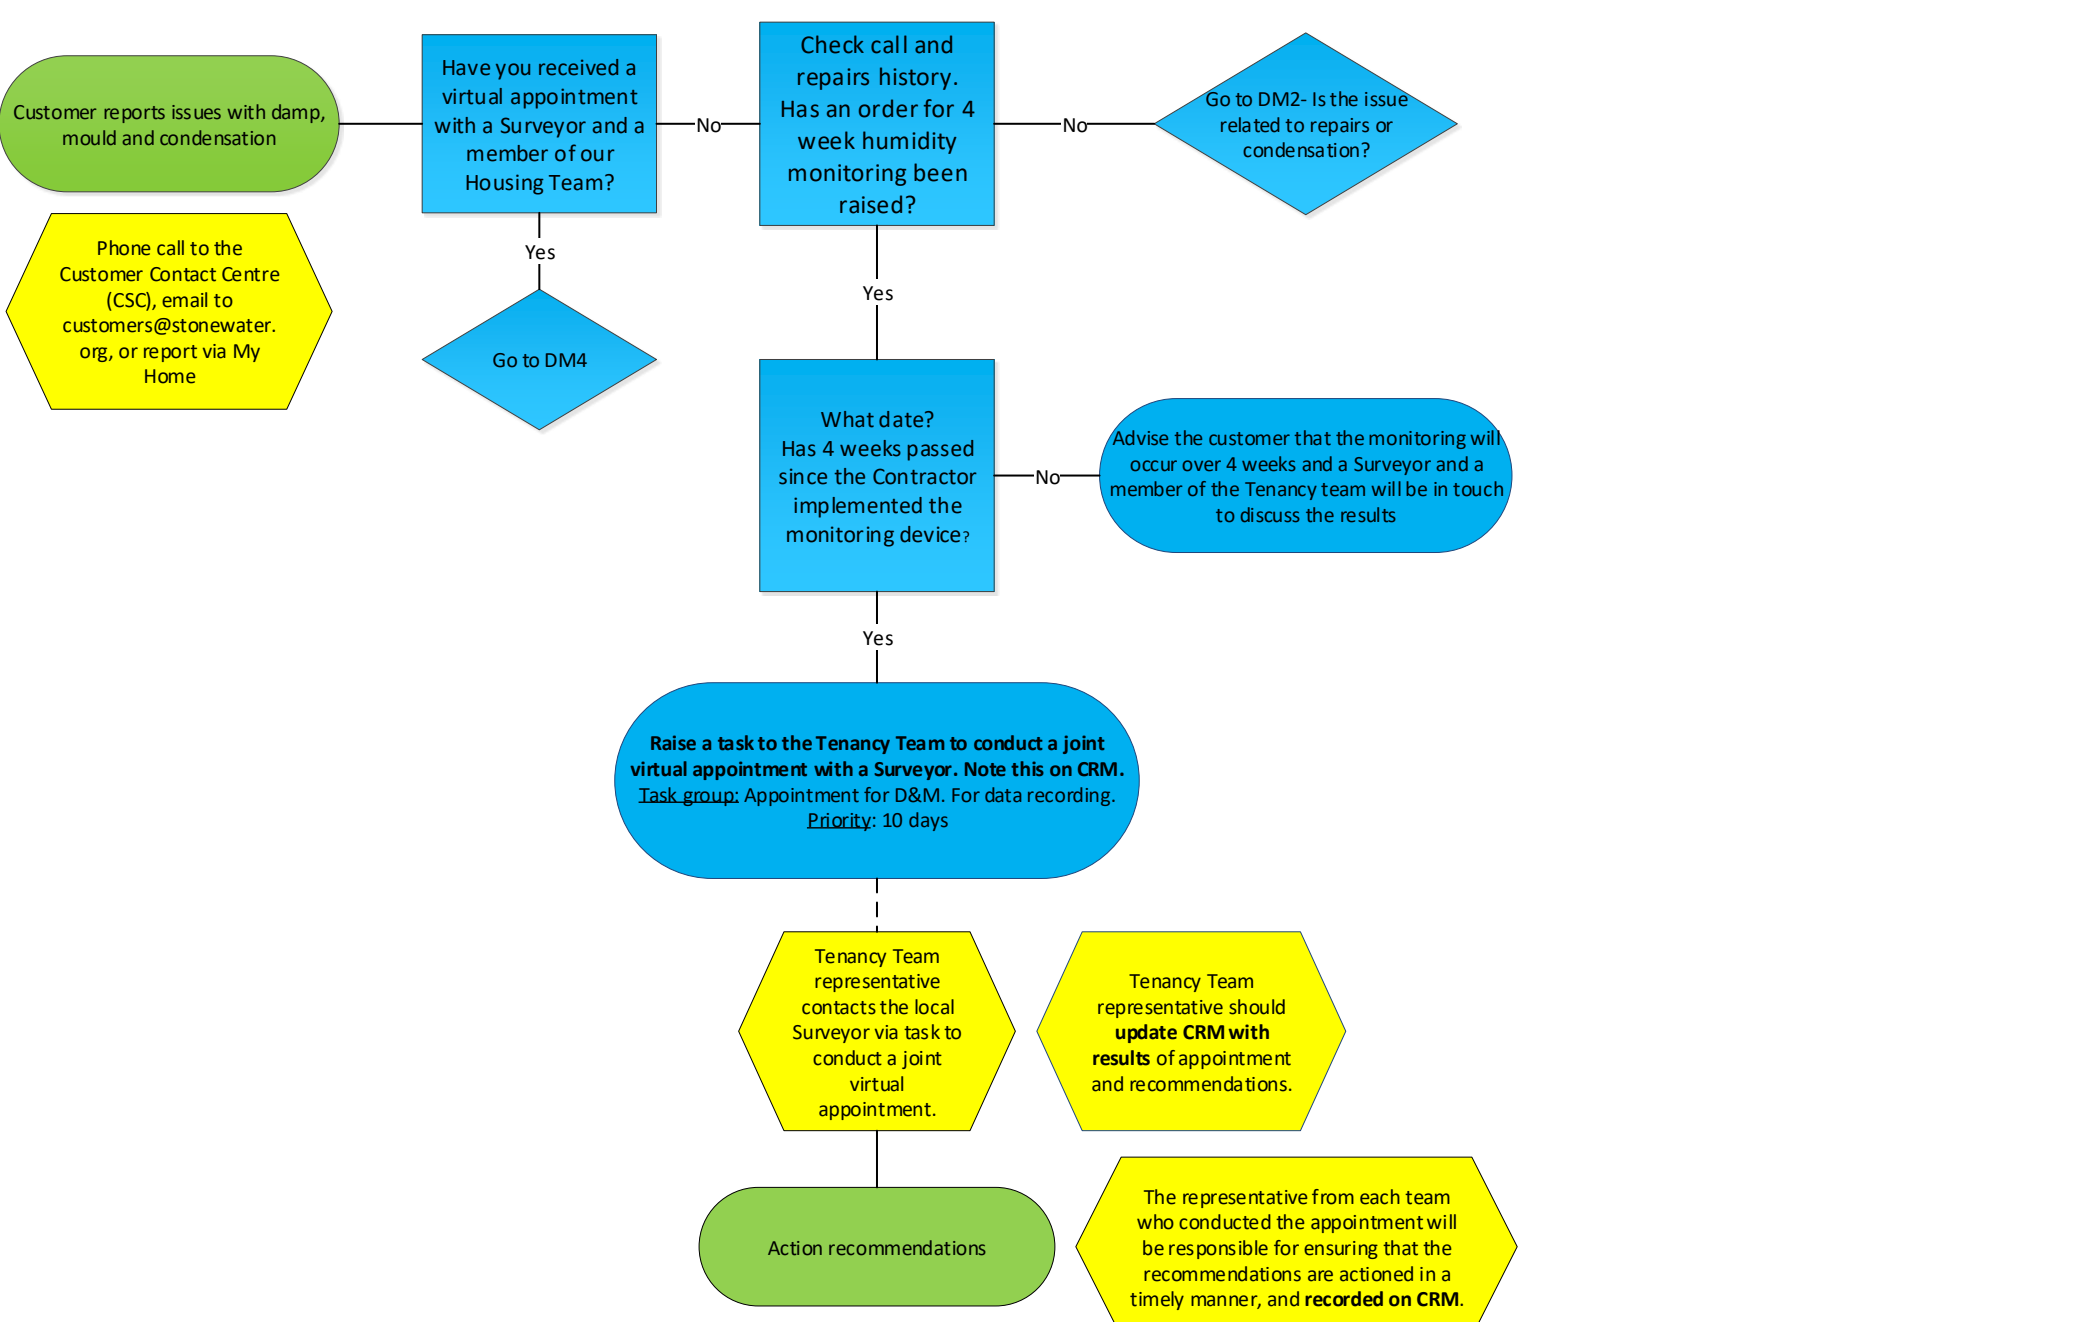 Customer reports issues with damp,
mould and condensation
Have you received a
virtual appointment
with a Surveyor and a
member of our
Housing Team?
No
Check call and
repairs history.
Has an order for 4
week humidity
monitoring been
raised?
No
Go to DM2- Is the issue
related to repairs or
condensation?
Phone call to the
Customer Contact Centre
(CSC), email to
customers@stonewater.
org, or report via My
Home
Yes
Go to DM4
Yes
What date?
Has 4 weeks passed
since the Contractor
implemented the
monitoring device?
No
Advise the customer that the monitoring will
occur over 4 weeks and a Surveyor and a
member of the Tenancy team will be in touch
to discuss the results
Yes
Raise a task to the Tenancy Team to conduct a joint
virtual appointment with a Surveyor. Note this on CRM.
Task group: Appointment for D&M. For data recording.
Priority: 10 days
Tenancy Team
representative
contacts the local
Surveyor via task to
conduct a joint
virtual
appointment.
Tenancy Team
representative should
update CRM with
results of appointment
and recommendations.
Action recommendations
The representative from each team
who conducted the appointment will
be responsible for ensuring that the
recommendations are actioned in a
timely manner, and recorded on CRM.